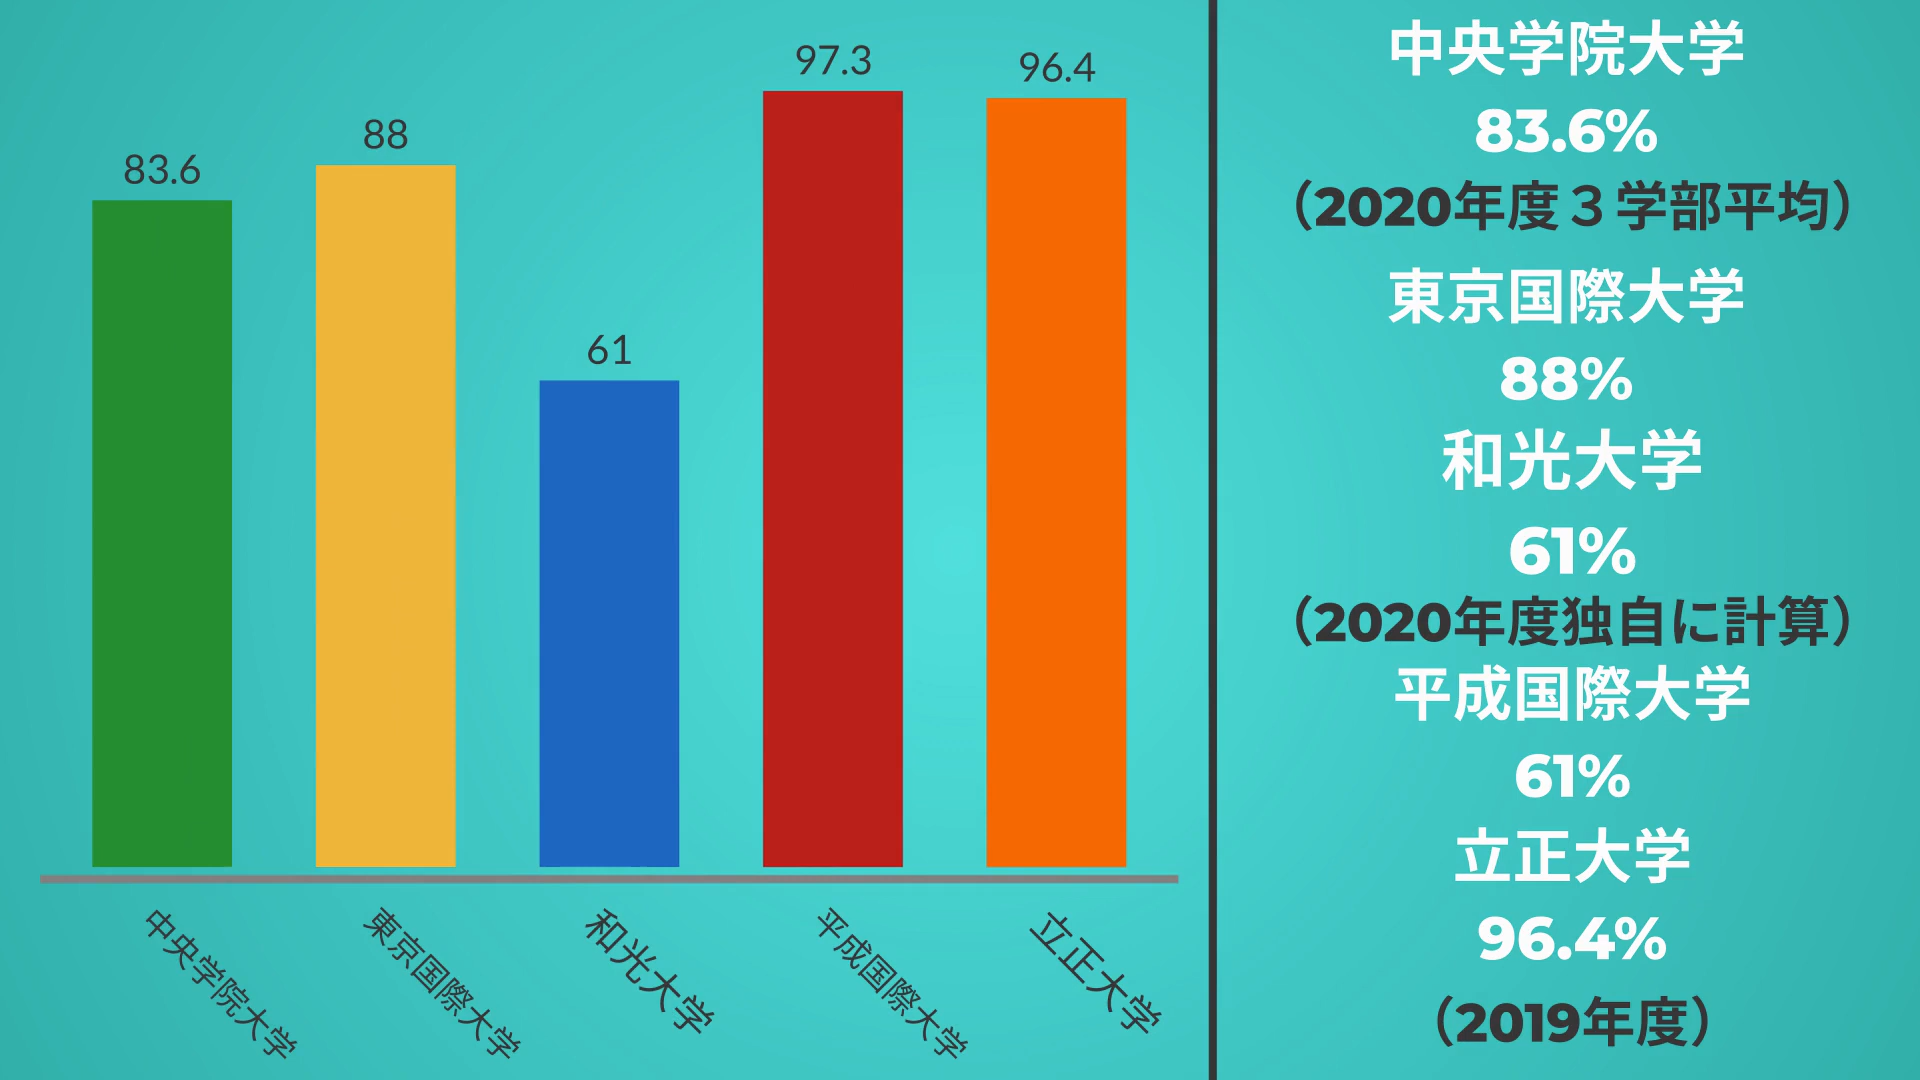 83.6
88
61
97.3
96.4
中央学院大学
東京国際大学
和光大学
平成国際大学
立正大学
中央学院大学
83.6%
（2020年度３学部平均）
東京国際大学
88%
和光大学
61%
（2020年度独自に計算）
平成国際大学
61%
立正大学
96.4%
（2019年度）